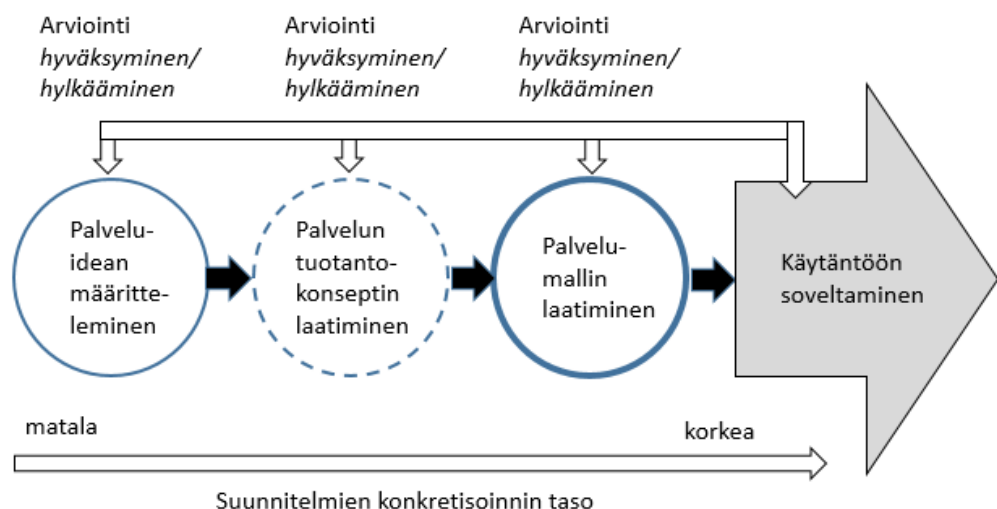 Arviointi
hyväksyminen/
hylkääminen
Arviointi
hyväksyminen/
hylkääminen
Arviointi
hyväksyminen/
hylkääminen
Palvelu-
idean
määritte-
leminen
Palvelun
tuotanto-
konseptin
laatiminen
Palvelu-
mallin
laatiminen
Käytäntöön
soveltaminen
matala
korkea
Suunnitelmien konkretisoinnin taso